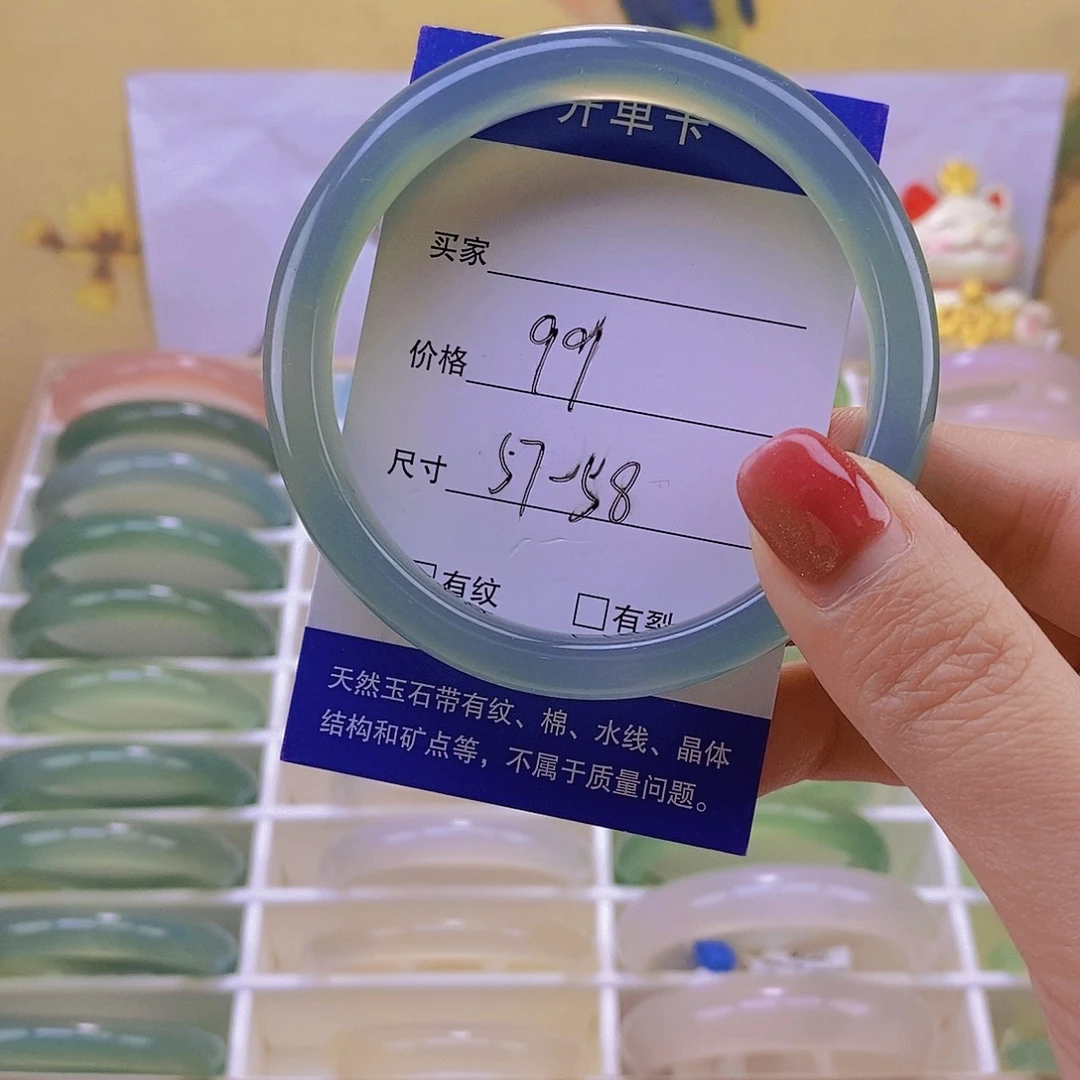 开单卡
买家
价格 99
尺寸 57-58
有纹 有裂
天然玉石带有纹、棉、水线、晶体
结构和矿点等，不属于质量问题。